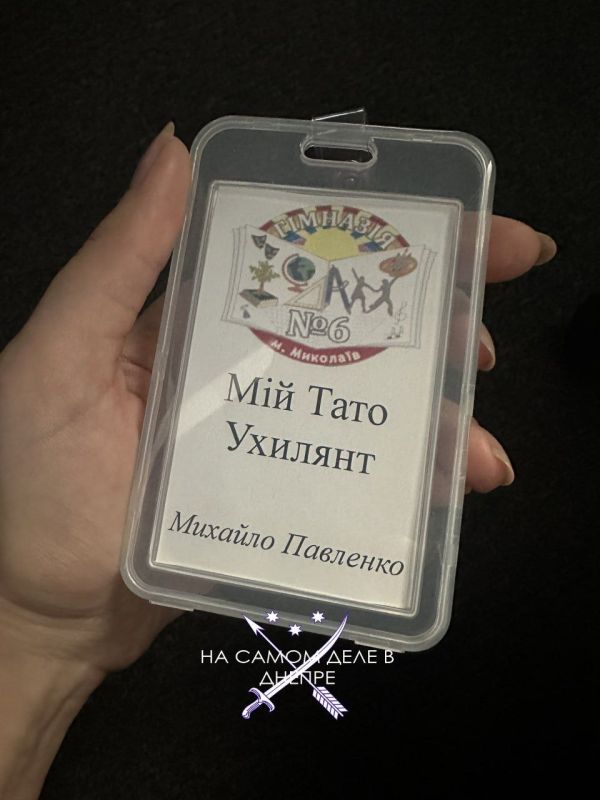 ГІМНАЗІЯ
А
№6
м. Миколаїв
Мій Тато
Ухилянт
Михайло Павленко
НА САМОМ ДЕЛЕ В
ДНЕПРЕ